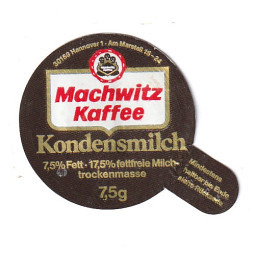 30159 Hannover 1 - Am Marstall 18-24
Machwitz
Kaffee
Kondensmilch
7,5% Fett · 17,5% fettfreie Milch-
trockenmasse
7,5g
Mindestens
haltbar bis Ende
siehe